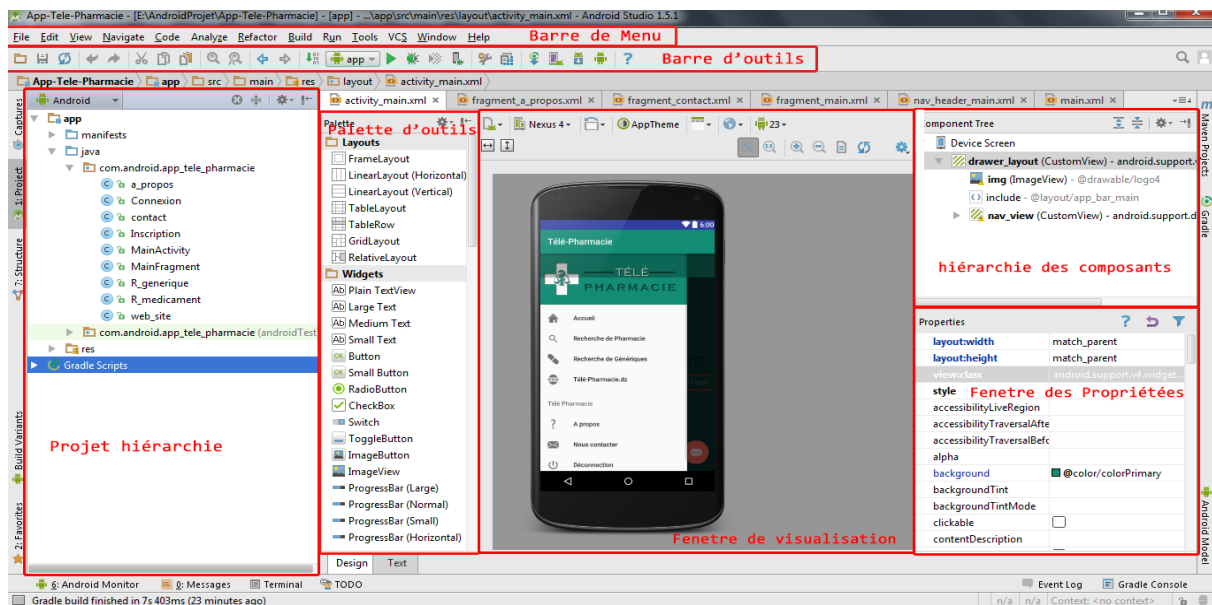 App-Tele-Pharmacie - [E:\AndroidProjet\App-Tele-Pharmacie] - [app] - ...\app\src\main\res\layout\activity_main.xml - Android Studio 1.5.1
File Edit View Navigate Code Analyze Refactor Build Run Tools VCS Window Help
Barre de Menu
app
Barre d'outils
App-Tele-Pharmacie app src main res layout activity_main.xml
Android
activity_main.xml fragment_a_propos.xml fragment_contact.xml fragment_main.xml nav_header_main.xml main.xml
4
Captures
1: Project
7: Structure
Build Variants
2: Favorites
app
manifests
java
com.android.app_tele_pharmacie
a_propos
Connexion
contact
Inscription
MainActivity
MainFragment
R_generique
R_medicament
web_site
com.android.app_tele_pharmacie (androidTest
res
Gradle Scripts
Projet hiérarchie
Palette
Palette d'outils
Layouts
FrameLayout
LinearLayout (Horizontal)
LinearLayout (Vertical)
TableLayout
TableRow
GridLayout
RelativeLayout
Widgets
Plain TextView
Large Text
Medium Text
Small Text
Button
Small Button
RadioButton
CheckBox
Switch
ToggleButton
ImageButton
ImageView
ProgressBar (Large)
ProgressBar (Normal)
ProgressBar (Small)
ProgressBar (Horizontal)
Design Text
Nexus 4 AppTheme 23
6:00
Télé-Pharmacie
TÉLÉ
PHARMACIE
Accueil
Recherche de Pharmacie
Recherche de Génériques
Télé-Pharmacie.dz
Télé Pharmacie
A propos
Nous contacter
Déconnection
Fenetre de visualisation
Component Tree
Device Screen
drawer_layout (CustomView) - android.support.
img (ImageView) - @drawable/logo4
include - @layout/app_bar_main
nav_view (CustomView) - android.support.d
hiérarchie des composants
Properties
layout:width match_parent
layout:height match_parent
view:class android.support.v4.widget...
style
Fenetre des Propriétées
accessibilityLiveRegion
accessibilityTraversalAfte
accessibilityTraversalBefo
alpha
background @color/colorPrimary
backgroundTint
backgroundTintMode
clickable
contentDescription
Maven Projects
Gradle
Android Model
6: Android Monitor 0: Messages Terminal TODO Event Log Gradle Console
Gradle build finished in 7s 403ms (23 minutes ago) n/a n/a Context: <no context>